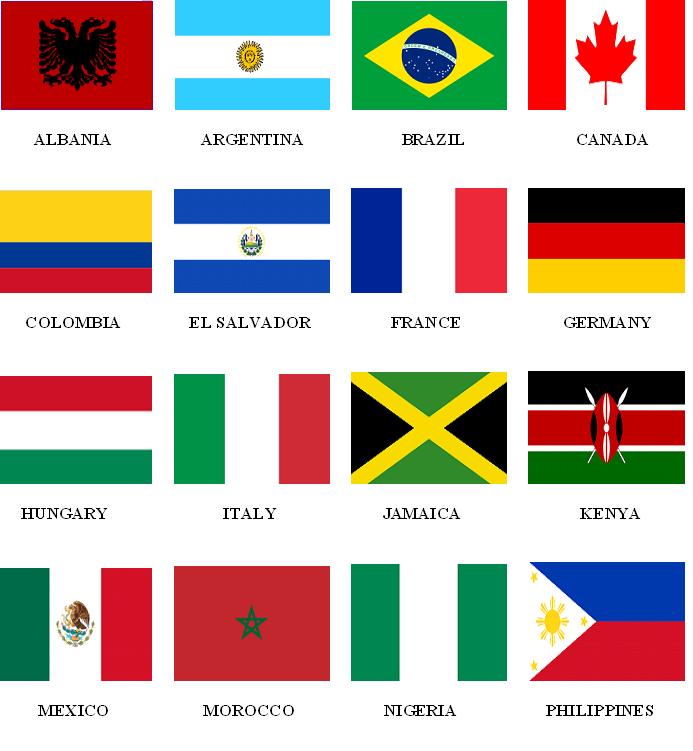 ALBANIA
ARGENTINA
BRAZIL
CANADA
COLOMBIA
EL SALVADOR
FRANCE
GERMANY
HUNGARY
ITALY
JAMAICA
KENYA
MEXICO
MOROCCO
NIGERIA
PHILIPPINES